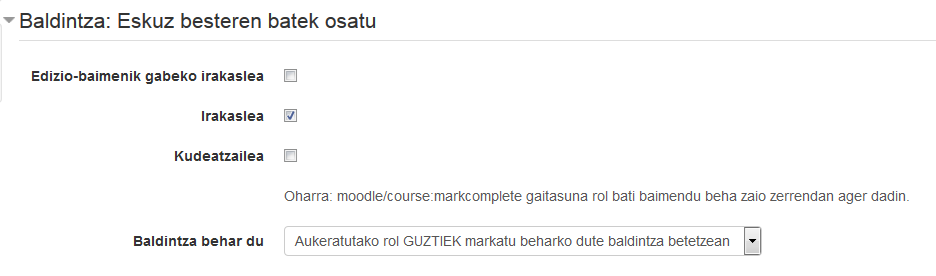 Baldintza: Eskuz besteren batek osatu
Edizio-baimenik gabeko irakaslea
Irakaslea
Kudeatzailea
Oharra: moodle/course:markcomplete gaitasuna rol bati baimendu beha zaio zerrendan ager dadin.
Baldintza behar du Aukeratutako rol GUZTIEK markatu beharko dute baldintza betetzean